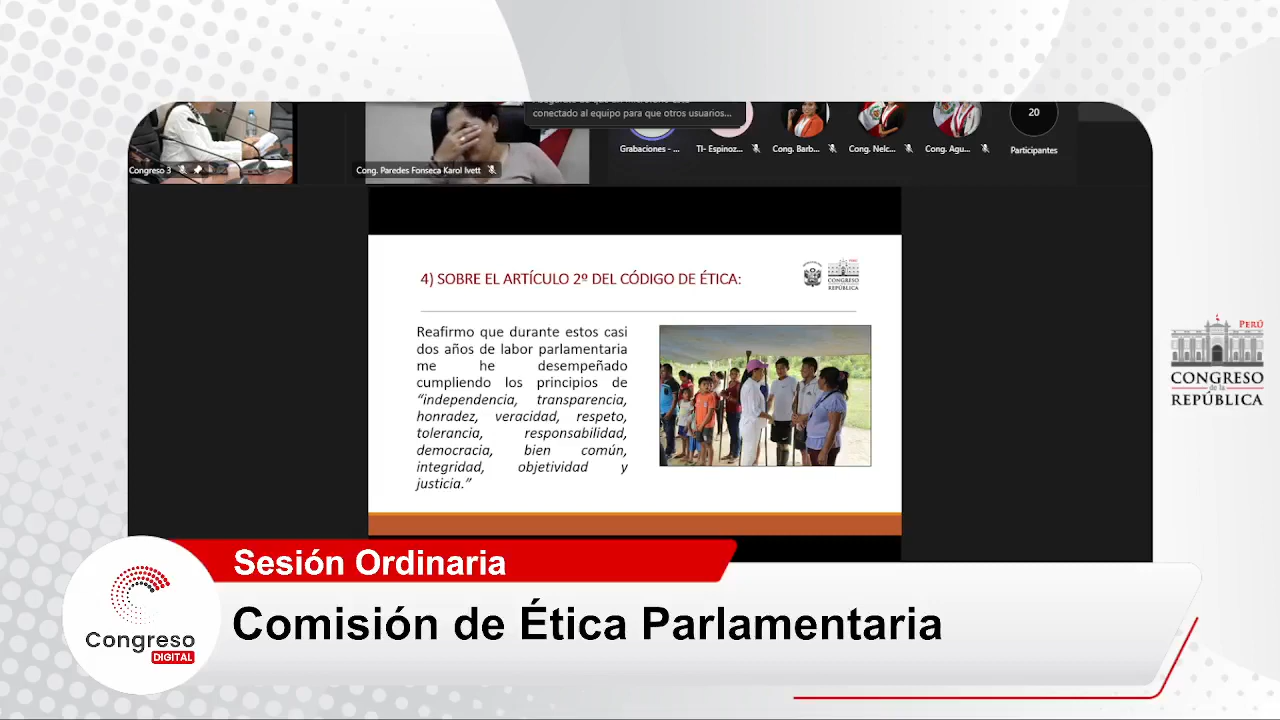 conectado al equipo para que otros usuarios...
20
Grabaciones - ...
TI- Espinoz...
Cong. Barb...
Cong. Nelc...
Cong. Agu...
Participantes
Congreso 3
Cong. Paredes Fonseca Karol Ivett
4) SOBRE EL ARTÍCULO 2º DEL CÓDIGO DE ÉTICA:
PERÚ
CONGRESO
REPÚBLICA
Reafirmo que durante estos casi
dos años de labor parlamentaria
me he desempeñado
cumpliendo los principios de
“independencia, transparencia,
honradez, veracidad, respeto,
tolerancia, responsabilidad,
democracia, bien común,
integridad, objetividad y
justicia.”
PERÚ
CONGRESO
de la
REPÚBLICA
Sesión Ordinaria
Comisión de Ética Parlamentaria
Congreso
DIGITAL